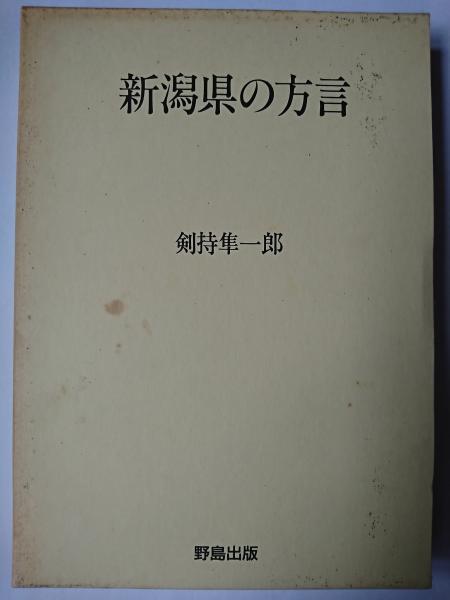 新潟県の方言
剣持隼一郎
野島出版